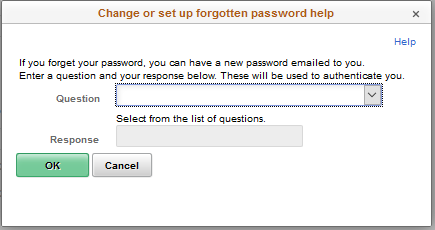 Change or set up forgotten password help
×
Help
If you forget your password, you can have a new password emailed to you.
Enter a question and your response below. These will be used to authenticate you.
Question
Select from the list of questions.
Response
OK Cancel